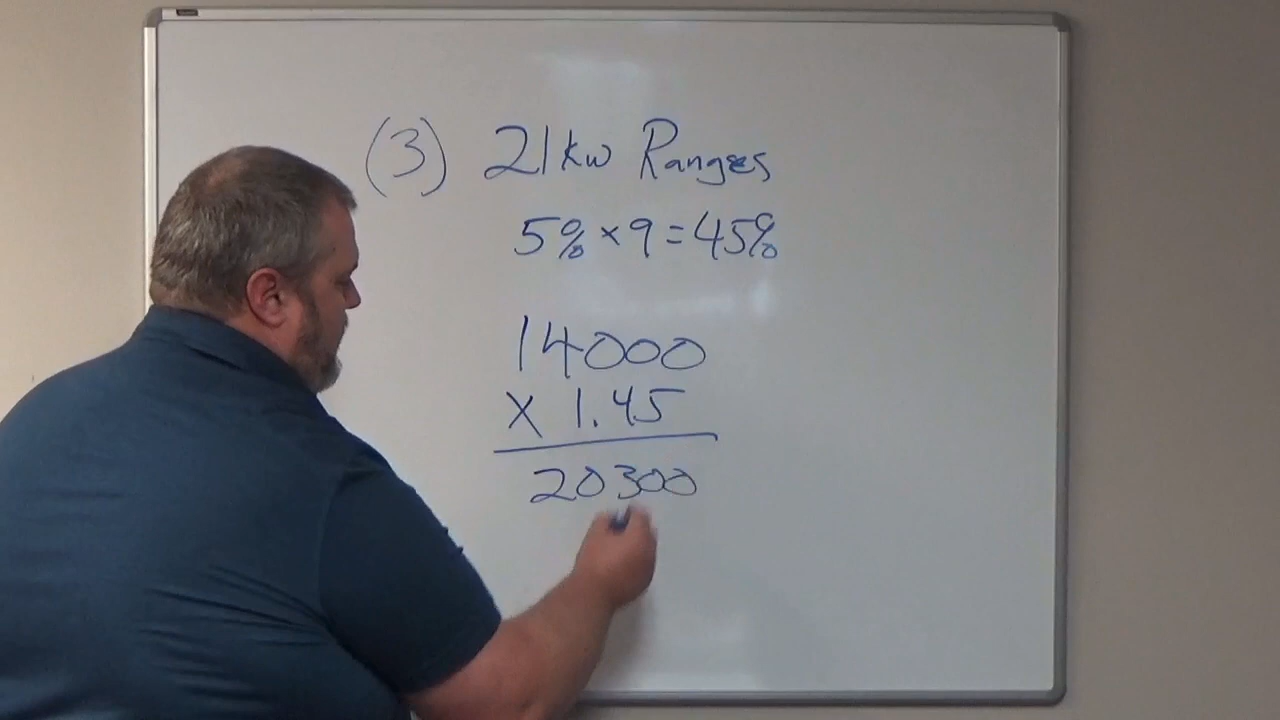 (3) 21kw Ranges
5% × 9 = 45%
14000
X 1.45
20300